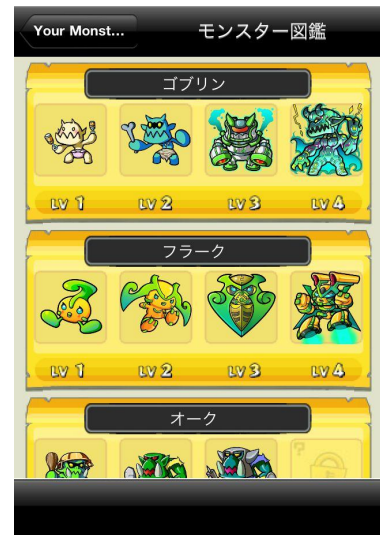 Your Monst...
モンスター図鑑
ゴブリン
LV 1 LV 2 LV 3 LV 4
フラーク
LV 1 LV 2 LV 3 LV 4
オーク
?